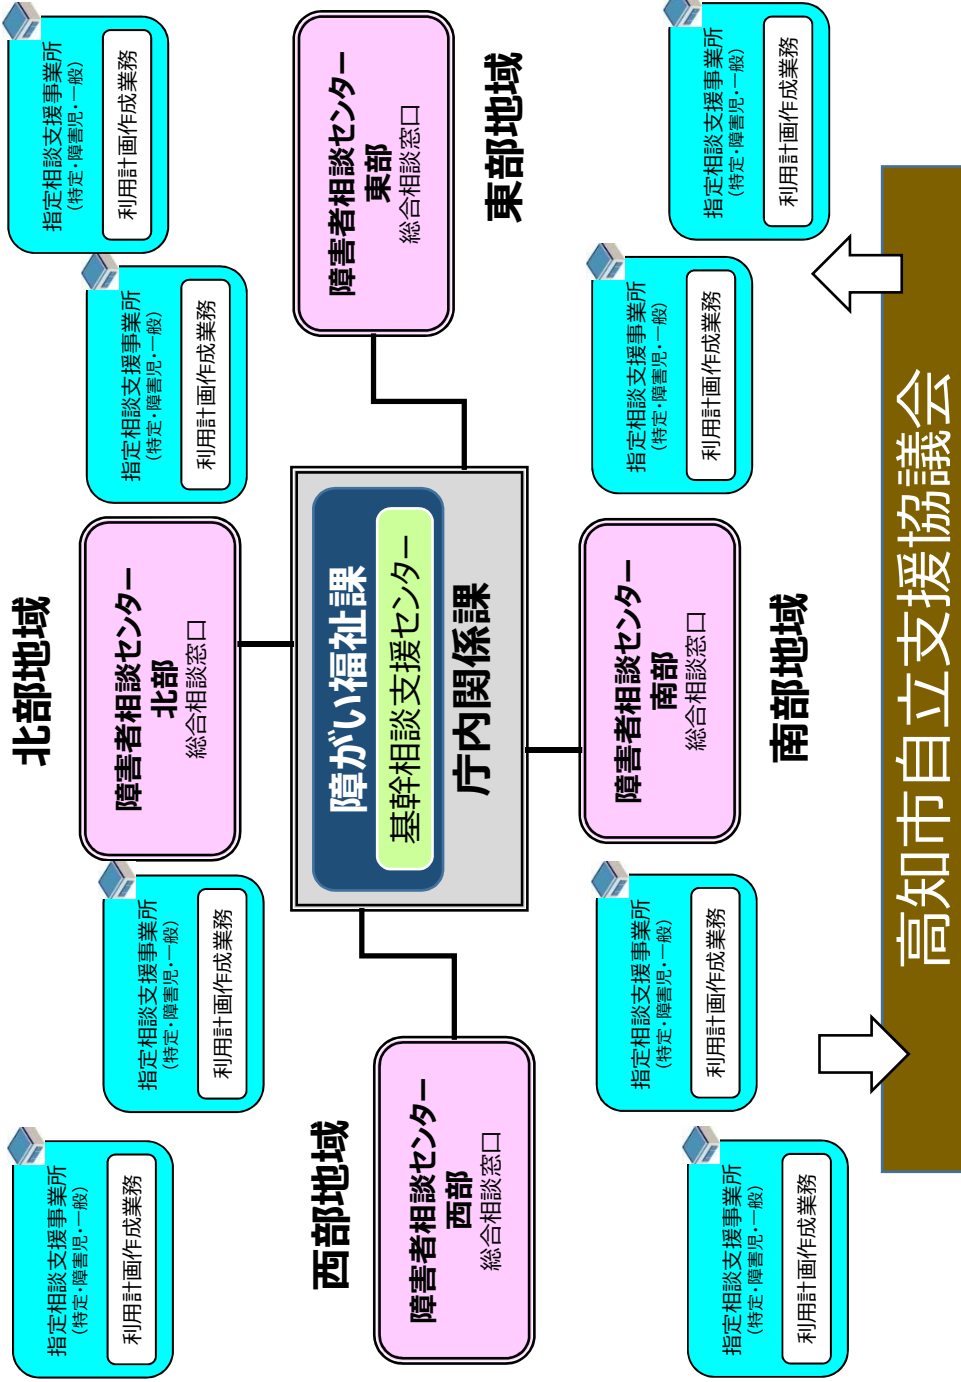 北部地域
指定相談支援事業所
（特定・障害児・一般）
利用計画作成業務
指定相談支援事業所
（特定・障害児・一般）
利用計画作成業務
障害者相談センター
北部
総合相談窓口
指定相談支援事業所
（特定・障害児・一般）
利用計画作成業務
指定相談支援事業所
（特定・障害児・一般）
利用計画作成業務
西部地域
障害者相談センター
西部
総合相談窓口
障がい福祉課
基幹相談支援センター
庁内関係課
障害者相談センター
東部
総合相談窓口
東部地域
指定相談支援事業所
（特定・障害児・一般）
利用計画作成業務
指定相談支援事業所
（特定・障害児・一般）
利用計画作成業務
障害者相談センター
南部
総合相談窓口
南部地域
指定相談支援事業所
（特定・障害児・一般）
利用計画作成業務
指定相談支援事業所
（特定・障害児・一般）
利用計画作成業務
高知市自立支援協議会